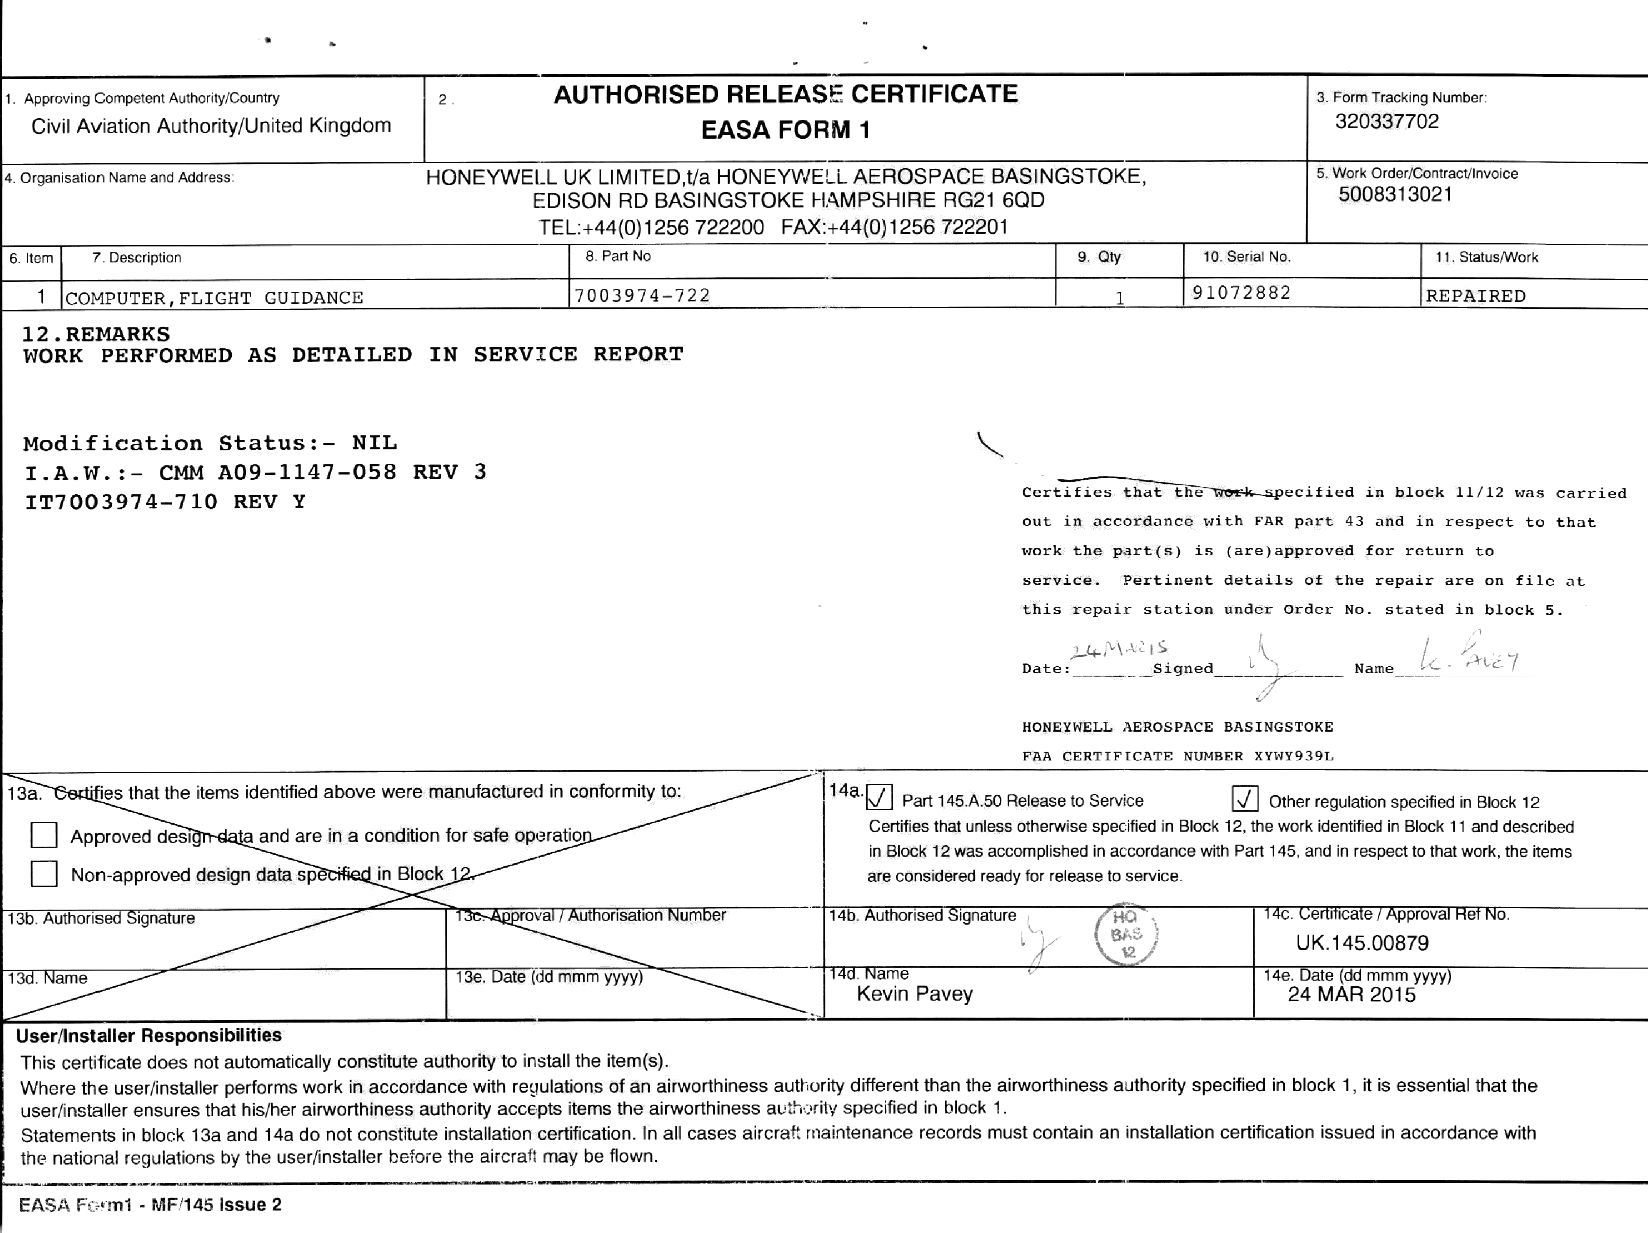 1. Approving Competent Authority/Country
Civil Aviation Authority/United Kingdom
2.
AUTHORISED RELEASE CERTIFICATE
EASA FORM 1
3. Form Tracking Number:
320337702
4. Organisation Name and Address:
HONEYWELL UK LIMITED,t/a HONEYWELL AEROSPACE BASINGSTOKE,
EDISON RD BASINGSTOKE HAMPSHIRE RG21 6QD
TEL:+44(0)1256 722200 FAX:+44(0)1256 722201
5. Work Order/Contract/Invoice
5008313021
6. Item 7. Description 8. Part No 9. Qty 10. Serial No. 11. Status/Work
1 COMPUTER,FLIGHT GUIDANCE 7003974-722 1 91072882 REPAIRED
12.REMARKS
WORK PERFORMED AS DETAILED IN SERVICE REPORT
Modification Status:- NIL
I.A.W.:- CMM A09-1147-058 REV 3
IT7003974-710 REV Y
Certifies that the work specified in block 11/12 was carried
out in accordance with FAR part 43 and in respect to that
work the part(s) is (are)approved for return to
service. Pertinent details of the repair are on file at
this repair station under Order No. stated in block 5.
Date: 24MAR15 Signed Name K. PAVEY
HONEYWELL AEROSPACE BASINGSTOKE
FAA CERTIFICATE NUMBER XYWY939L
13a. Certifies that the items identified above were manufactured in conformity to:
Approved design data and are in a condition for safe operation
Non-approved design data specified in Block 12.
14a. Part 145.A.50 Release to Service Other regulation specified in Block 12
Certifies that unless otherwise specified in Block 12, the work identified in Block 11 and described
in Block 12 was accomplished in accordance with Part 145, and in respect to that work, the items
are considered ready for release to service.
13b. Authorised Signature
13c. Approval / Authorisation Number
14b. Authorised Signature
HQ
BAS
12
14c. Certificate / Approval Ref No.
UK.145.00879
13d. Name
13e. Date (dd mmm yyyy)
14d. Name
Kevin Pavey
14e. Date (dd mmm yyyy)
24 MAR 2015
User/Installer Responsibilities
This certificate does not automatically constitute authority to install the item(s).
Where the user/installer performs work in accordance with regulations of an airworthiness authority different than the airworthiness authority specified in block 1, it is essential that the
user/installer ensures that his/her airworthiness authority accepts items the airworthiness authority specified in block 1.
Statements in block 13a and 14a do not constitute installation certification. In all cases aircraft maintenance records must contain an installation certification issued in accordance with
the national regulations by the user/installer before the aircraft may be flown.
EASA Form1 - MF/145 Issue 2